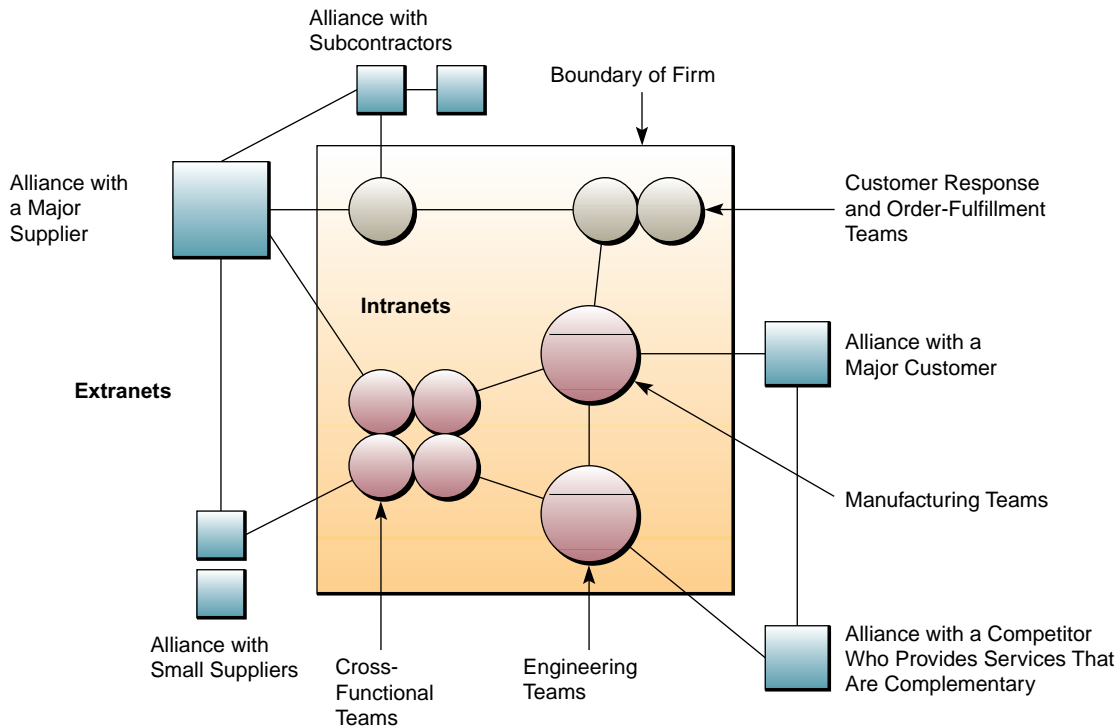 Alliance with
Subcontractors
Boundary of Firm
Alliance with
a Major
Supplier
Customer Response
and Order-Fulfillment
Teams
Intranets
Alliance with a
Major Customer
Extranets
Manufacturing Teams
Alliance with
Small Suppliers
Cross-
Functional
Teams
Engineering
Teams
Alliance with a Competitor
Who Provides Services That
Are Complementary